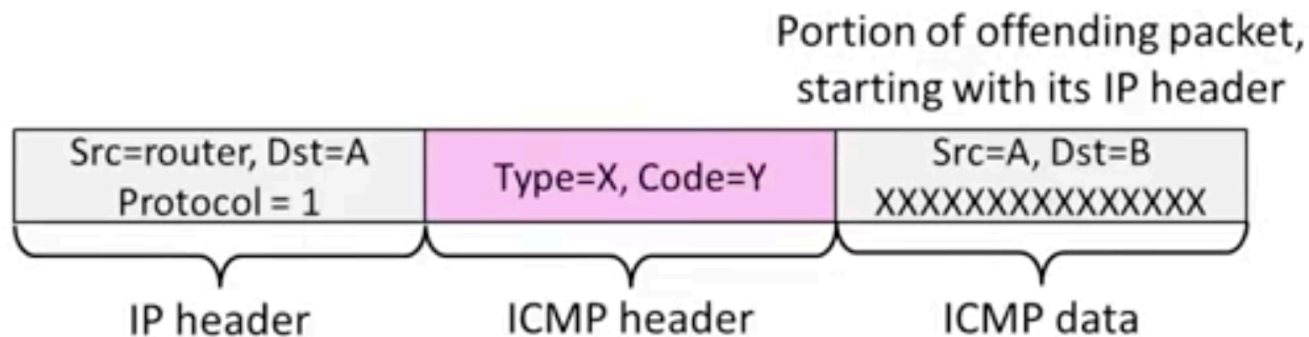 Portion of offending packet,
starting with its IP header
Src=router, Dst=A
Protocol = 1
Type=X, Code=Y
Src=A, Dst=B
XXXXXXXXXXXXXXX
IP header
ICMP header
ICMP data